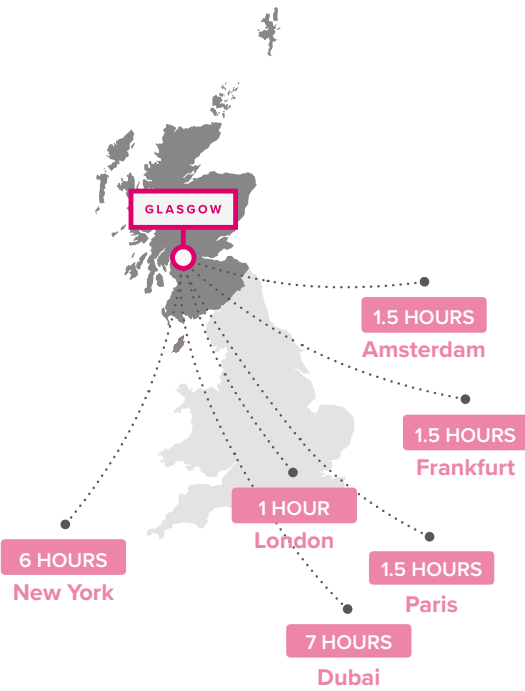 GLASGOW
1.5 HOURS
Amsterdam
1.5 HOURS
Frankfurt
1 HOUR
London
6 HOURS
New York
1.5 HOURS
Paris
7 HOURS
Dubai